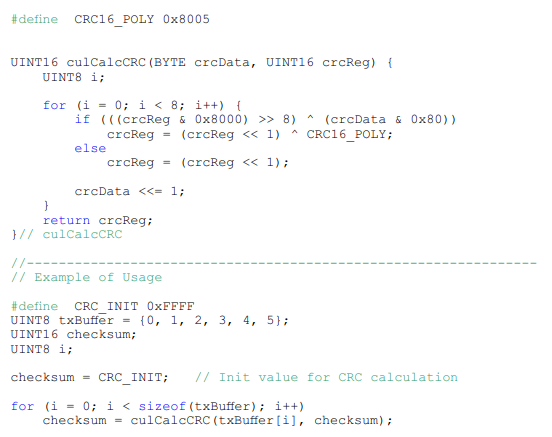 #define  CRC16_POLY 0x8005
UINT16 culCalcCRC(BYTE crcData, UINT16 crcReg) {
    UINT8 i;
    for (i = 0; i < 8; i++) {
        if (((crcReg & 0x8000) >> 8) ^ (crcData & 0x80))
            crcReg = (crcReg << 1) ^ CRC16_POLY;
        else
            crcReg = (crcReg << 1);
        crcData <<= 1;
    }
    return crcReg;
}// culCalcCRC
//----------------------------------------------------------------
// Example of Usage
#define  CRC_INIT 0xFFFF
UINT8 txBuffer = {0, 1, 2, 3, 4, 5};
UINT16 checksum;
UINT8 i;
checksum = CRC_INIT;   // Init value for CRC calculation
for (i = 0; i < sizeof(txBuffer); i++)
    checksum = culCalcCRC(txBuffer[i], checksum);